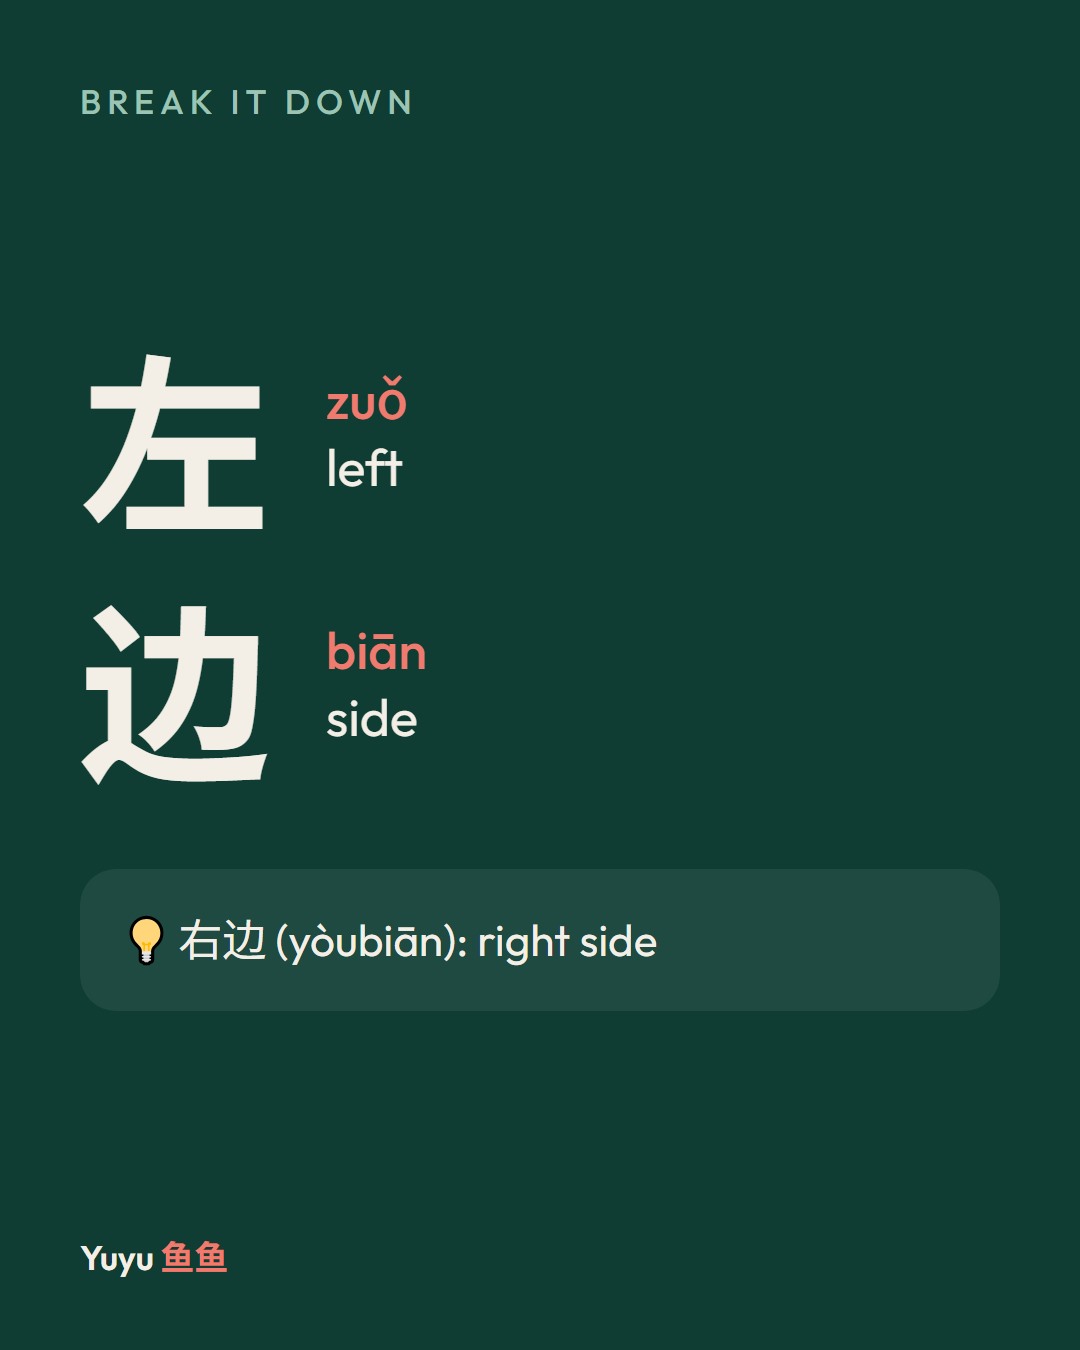 BREAK IT DOWN
左
zuǒ
left
边
biān
side
💡 右边 (yòubiān): right side
Yuyu 鱼鱼